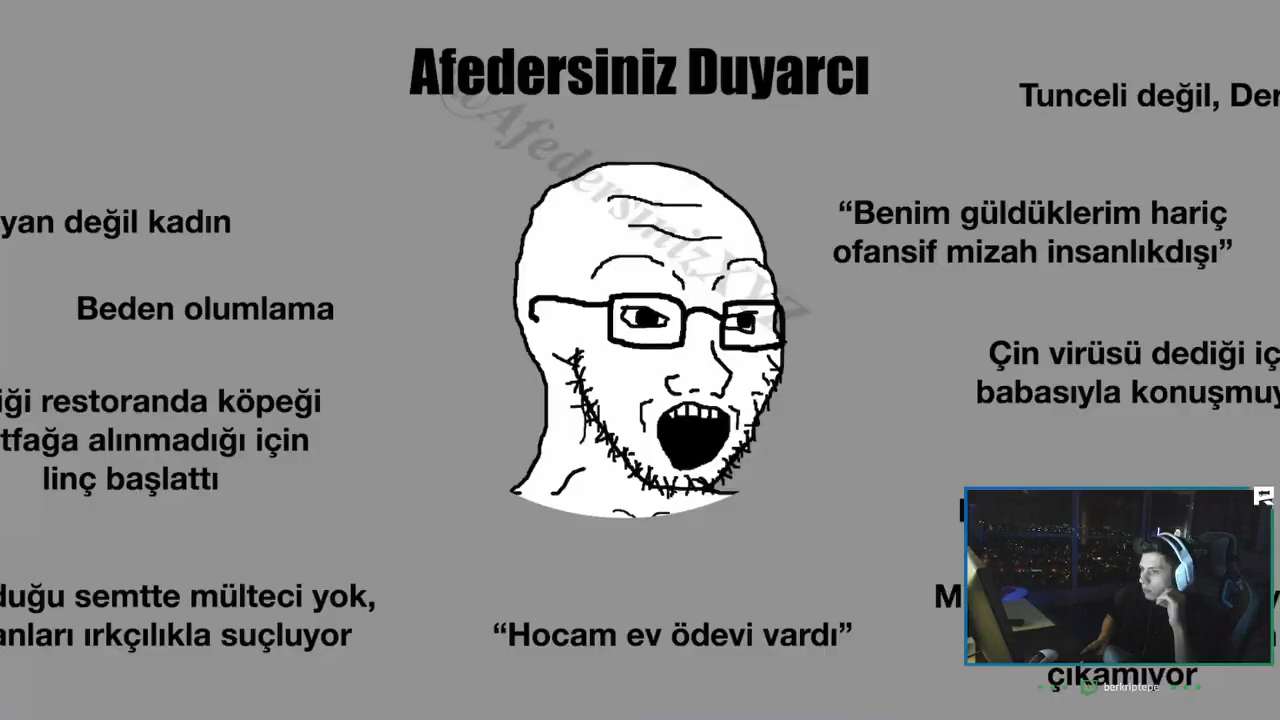 Afedersiniz Duyarcı
@AfedersinizXYZ
Tunceli değil, Der
yan değil kadın
“Benim güldüklerim hariç
ofansif mizah insanlıkdışı”
Beden olumlama
Çin virüsü dediği iç
babasıyla konuşmuy
iği restoranda köpeği
tfağa alınmadığı için
linç başlattı
duğu semtte mülteci yok,
anları ırkçılıkla suçluyor
“Hocam ev ödevi vardı”
M
çıkamıyor
berkriptepe